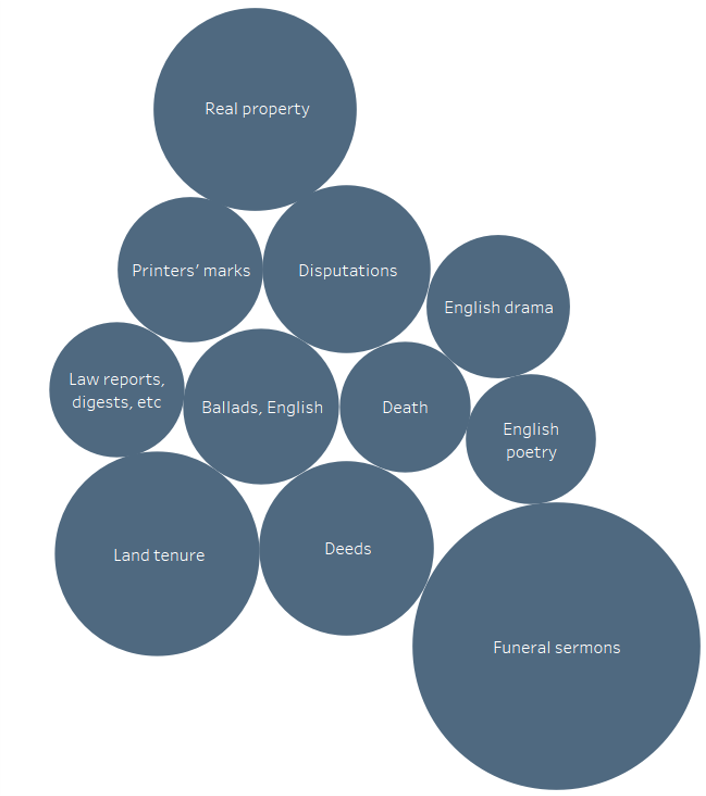 Real property
Printers’ marks
Disputations
English drama
Law reports,
digests, etc
Ballads, English
Death
English
poetry
Land tenure
Deeds
Funeral sermons